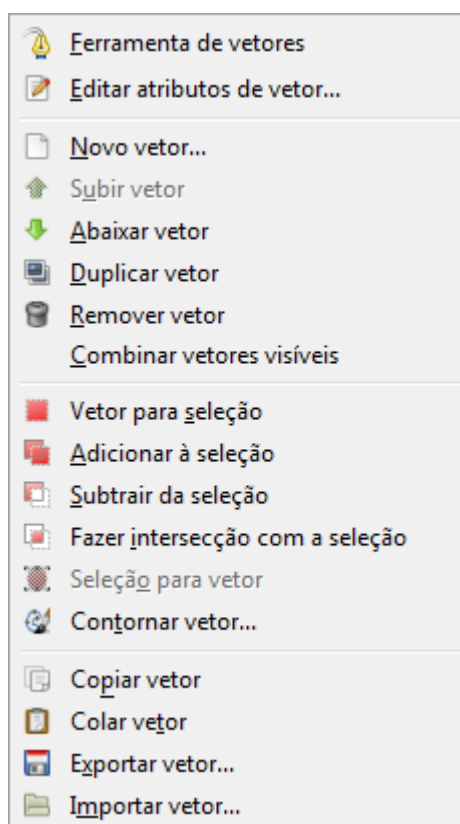 Ferramenta de vetores
Editar atributos de vetor...
Novo vetor...
Subir vetor
Abaixar vetor
Duplicar vetor
Remover vetor
Combinar vetores visíveis
Vetor para seleção
Adicionar à seleção
Subtrair da seleção
Fazer intersecção com a seleção
Seleção para vetor
Contornar vetor...
Copiar vetor
Colar vetor
Exportar vetor...
Importar vetor...